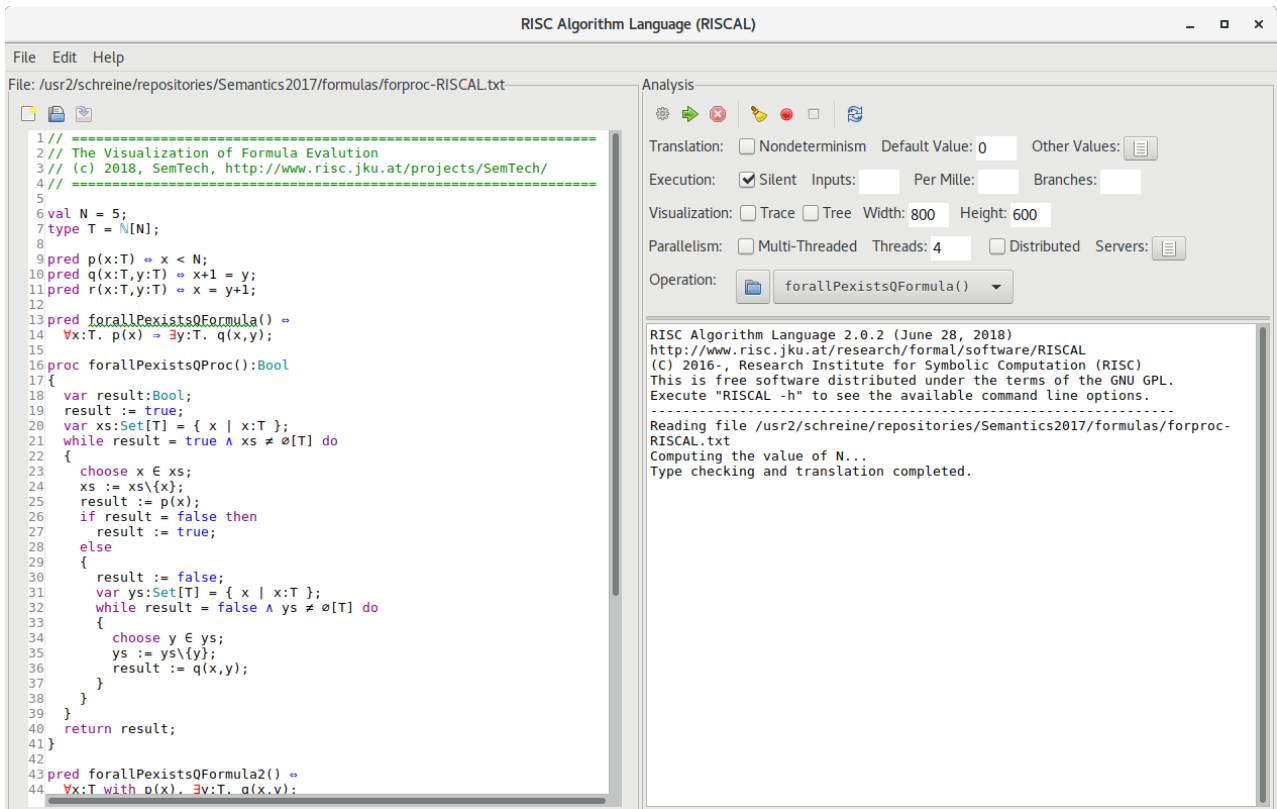 RISC Algorithm Language (RISCAL)
File Edit Help
File: /usr2/schreine/repositories/Semantics2017/formulas/forproc-RISCAL.txt
1 // =================================================================
2 // The Visualization of Formula Evalution
3 // (c) 2018, SemTech, http://www.risc.jku.at/projects/SemTech/
4 // =================================================================
5
6 val N = 5;
7 type T = ℕ[N];
8
9 pred p(x:T) ⇔ x < N;
10 pred q(x:T,y:T) ⇔ x+1 = y;
11 pred r(x:T,y:T) ⇔ x = y+1;
12
13 pred forallPexistsQFormula() ⇔
14   ∀x:T. p(x) ⇒ ∃y:T. q(x,y);
15
16 proc forallPexistsQProc():Bool
17 {
18   var result:Bool;
19   result := true;
20   var xs:Set[T] = { x | x:T };
21   while result = true ∧ xs ≠ ∅[T] do
22   {
23     choose x ∈ xs;
24     xs := xs\{x};
25     result := p(x);
26     if result = false then
27       result := true;
28     else
29     {
30       result := false;
31       var ys:Set[T] = { x | x:T };
32       while result = false ∧ ys ≠ ∅[T] do
33       {
34         choose y ∈ ys;
35         ys := ys\{y};
36         result := q(x,y);
37       }
38     }
39   }
40   return result;
41 }
42
43 pred forallPexistsQFormula2() ⇔
44   ∀x:T with p(x). ∃y:T. q(x,y);
Analysis
Translation: Nondeterminism Default Value: 0 Other Values:
Execution: Silent Inputs: Per Mille: Branches:
Visualization: Trace Tree Width: 800 Height: 600
Parallelism: Multi-Threaded Threads: 4 Distributed Servers:
Operation: forallPexistsQFormula()
RISC Algorithm Language 2.0.2 (June 28, 2018)
http://www.risc.jku.at/research/formal/software/RISCAL
(C) 2016-, Research Institute for Symbolic Computation (RISC)
This is free software distributed under the terms of the GNU GPL.
Execute "RISCAL -h" to see the available command line options.
-----------------------------------------------------------------
Reading file /usr2/schreine/repositories/Semantics2017/formulas/forproc-
RISCAL.txt
Computing the value of N...
Type checking and translation completed.